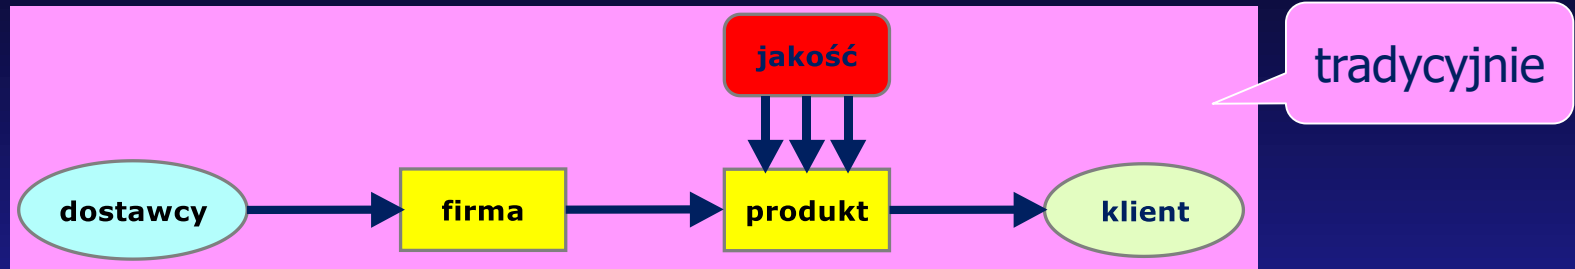 jakość
tradycyjnie
dostawcy
firma
produkt
klient